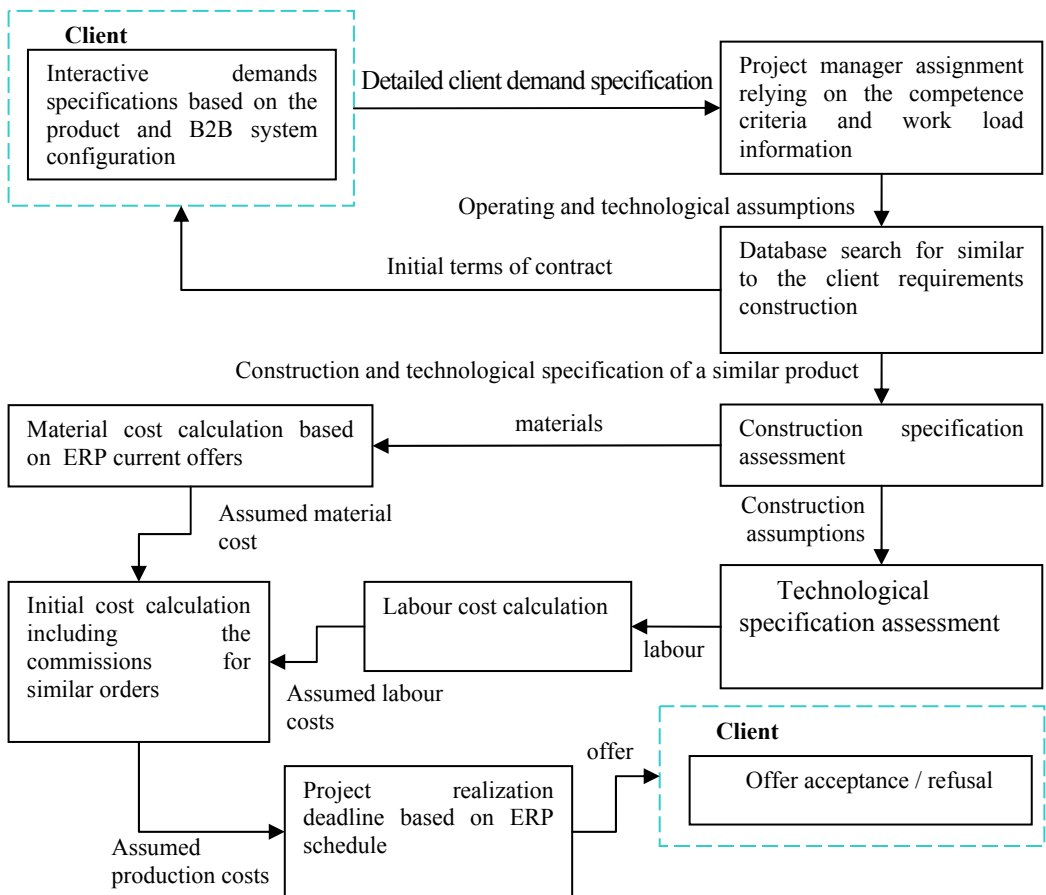 Client
Interactive demands
specifications based on the
product and B2B system
configuration
Detailed client demand specification
Project manager assignment
relying on the competence
criteria and work load
information
Operating and technological assumptions
Initial terms of contract
Database search for similar
to the client requirements
construction
Construction and technological specification of a similar product
Material cost calculation based
on ERP current offers
materials
Construction specification
assessment
Assumed material
cost
Construction
assumptions
Initial cost calculation
including the
commissions for
similar orders
Labour cost calculation
Technological
specification assessment
labour
Assumed labour
costs
Client
offer
Offer acceptance / refusal
Project realization
deadline based on ERP
schedule
Assumed
production costs